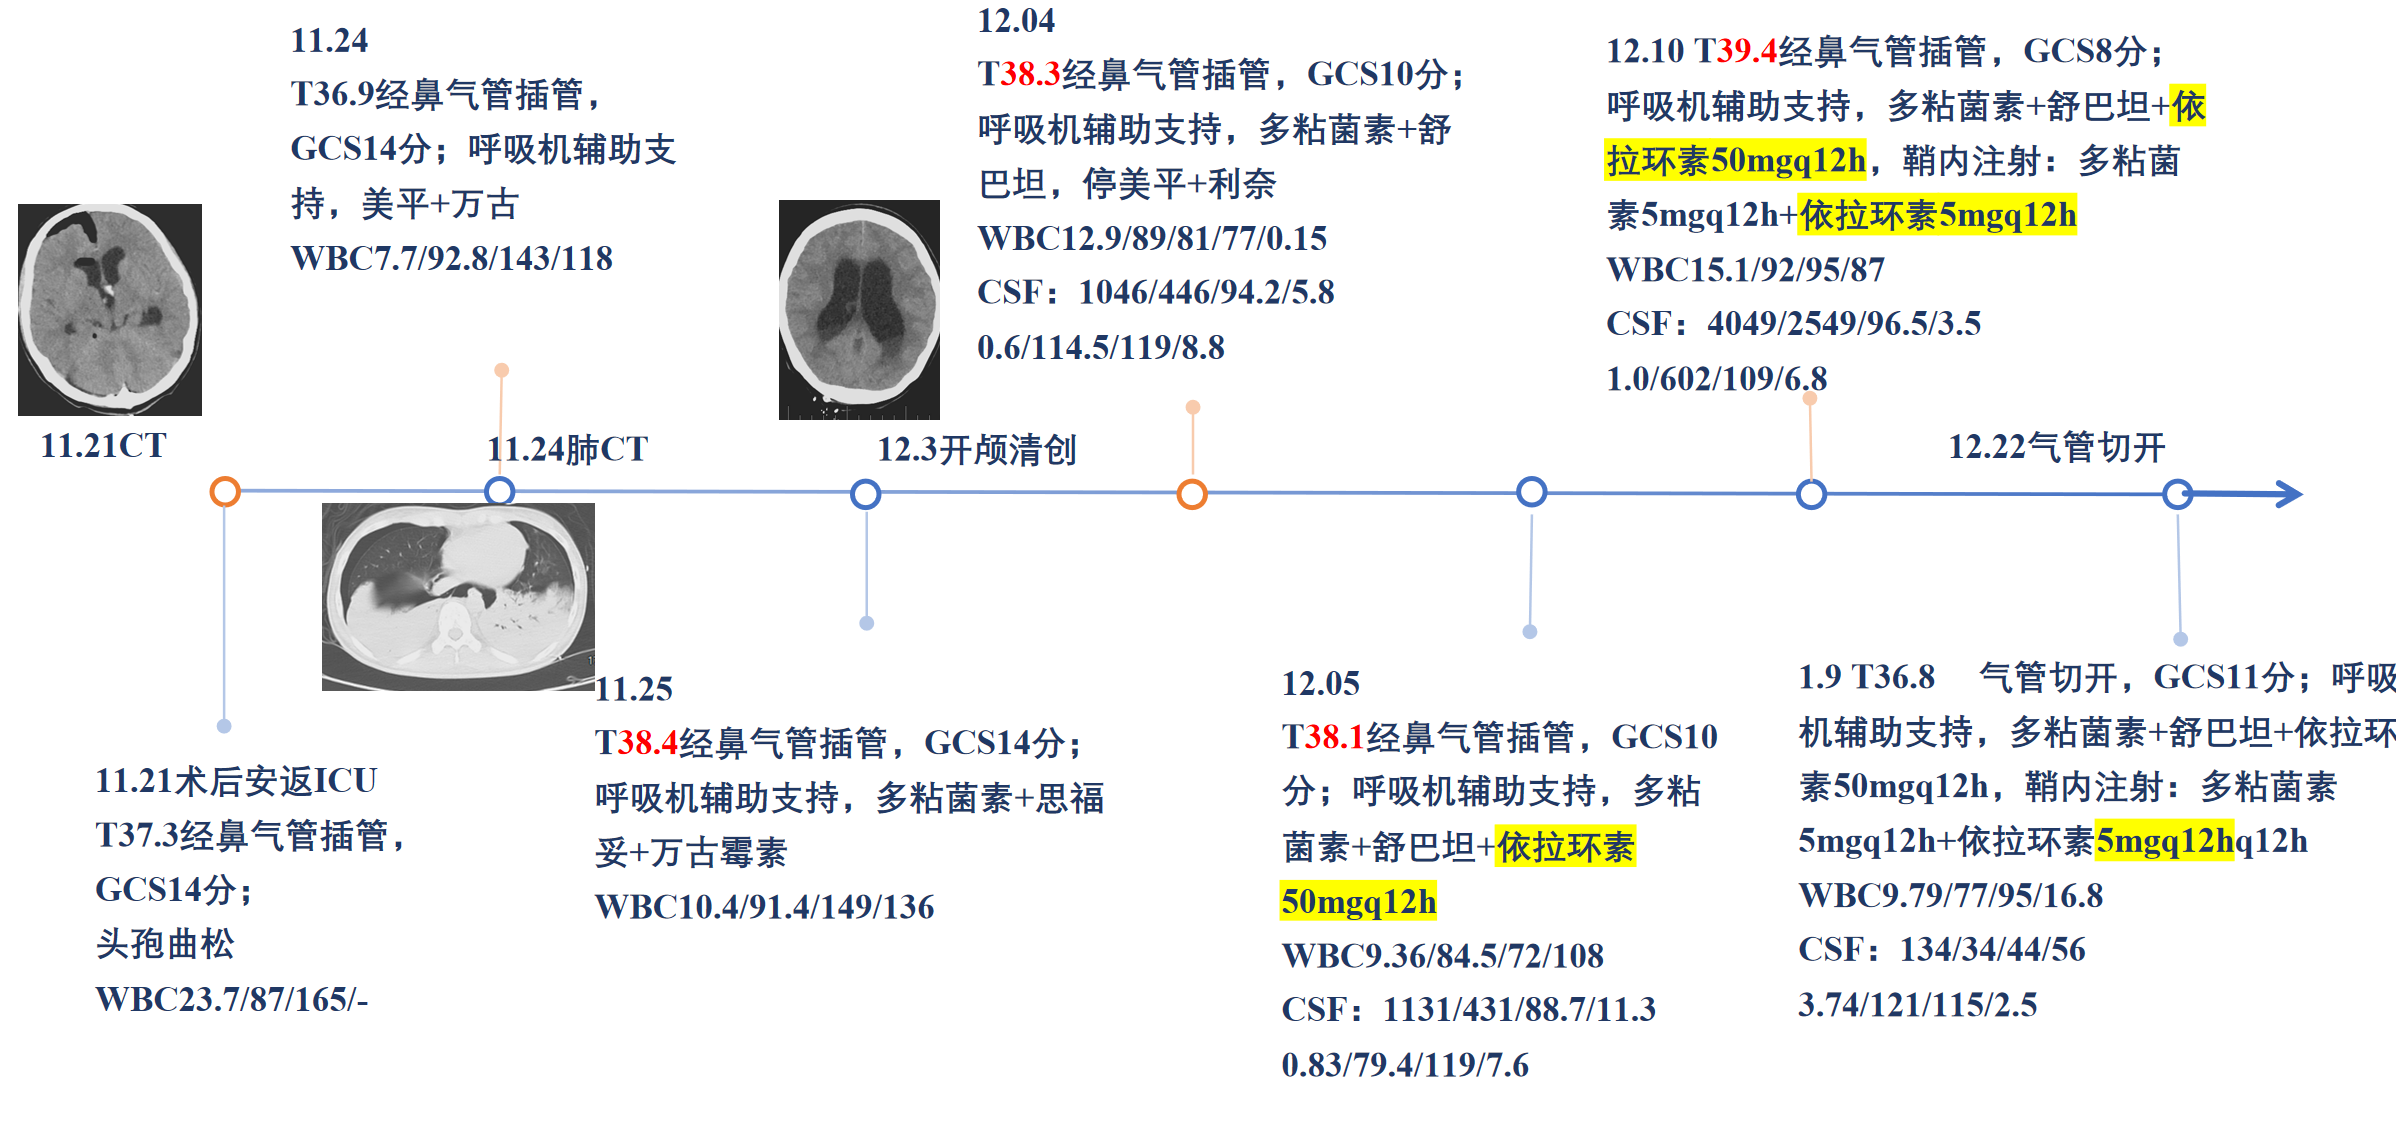 11.24
T36.9经鼻气管插管，
GCS14分；呼吸机辅助支
持，美平+万古
WBC7.7/92.8/143/118
12.04
T38.3经鼻气管插管，GCS10分；
呼吸机辅助支持，多粘菌素+舒
巴坦，停美平+利奈
WBC12.9/89/81/77/0.15
CSF：1046/446/94.2/5.8
0.6/114.5/119/8.8
12.10 T39.4经鼻气管插管，GCS8分；
呼吸机辅助支持，多粘菌素+舒巴坦+依
拉环素50mgq12h，鞘内注射：多粘菌
素5mgq12h+依拉环素5mgq12h
WBC15.1/92/95/87
CSF：4049/2549/96.5/3.5
1.0/602/109/6.8
11.21CT
11.24肺CT
12.3开颅清创
12.22气管切开
11.21术后安返ICU
T37.3经鼻气管插管，
GCS14分；
头孢曲松
WBC23.7/87/165/-
11.25
T38.4经鼻气管插管，GCS14分；
呼吸机辅助支持，多粘菌素+思福
妥+万古霉素
WBC10.4/91.4/149/136
12.05
T38.1经鼻气管插管，GCS10
分；呼吸机辅助支持，多粘
菌素+舒巴坦+依拉环素
50mgq12h
WBC9.36/84.5/72/108
CSF：1131/431/88.7/11.3
0.83/79.4/119/7.6
1.9 T36.8 气管切开，GCS11分；呼吸
机辅助支持，多粘菌素+舒巴坦+依拉环
素50mgq12h，鞘内注射：多粘菌素
5mgq12h+依拉环素5mgq12hq12h
WBC9.79/77/95/16.8
CSF：134/34/44/56
3.74/121/115/2.5